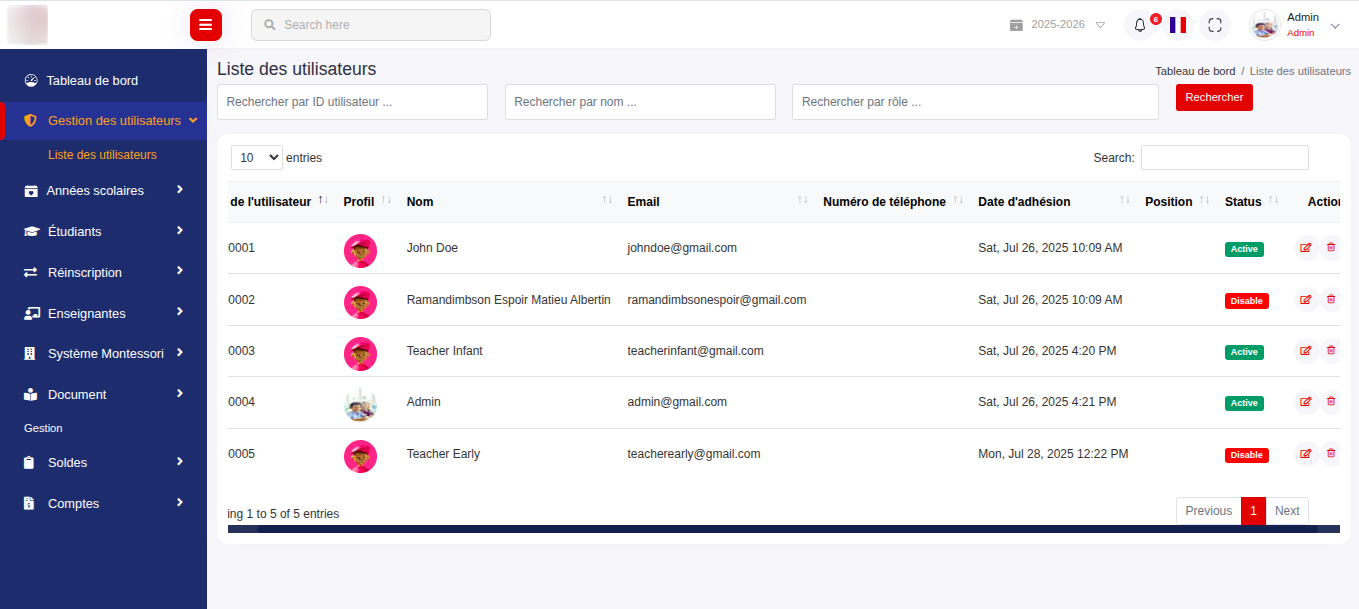 Search here
2025-2026
6
Admin
Admin
Tableau de bord
Gestion des utilisateurs
Liste des utilisateurs
Années scolaires
Étudiants
Réinscription
Enseignantes
Système Montessori
Document
Gestion
Soldes
Comptes
Liste des utilisateurs
Tableau de bord / Liste des utilisateurs
Rechercher par ID utilisateur ...
Rechercher par nom ...
Rechercher par rôle ...
Rechercher
10 entries
Search:
de l'utilisateur Profil Nom Email Numéro de téléphone Date d'adhésion Position Status Action
0001 John Doe johndoe@gmail.com Sat, Jul 26, 2025 10:09 AM Active
0002 Ramandimbson Espoir Matieu Albertin ramandimbsonespoir@gmail.com Sat, Jul 26, 2025 10:09 AM Disable
0003 Teacher Infant teacherinfant@gmail.com Sat, Jul 26, 2025 4:20 PM Active
0004 Admin admin@gmail.com Sat, Jul 26, 2025 4:21 PM Active
0005 Teacher Early teacherearly@gmail.com Mon, Jul 28, 2025 12:22 PM Disable
ing 1 to 5 of 5 entries
Previous 1 Next